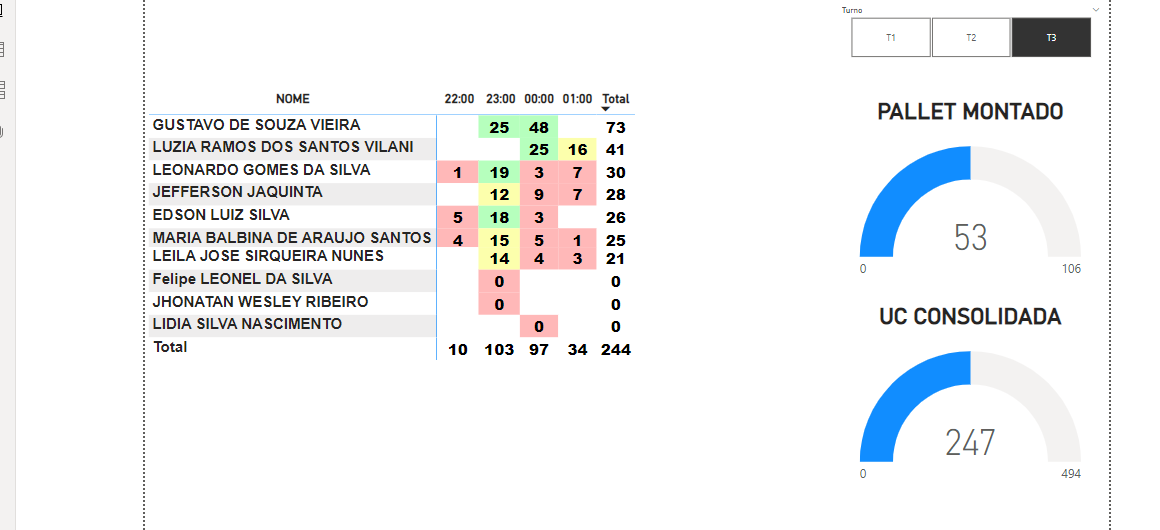 Turno
T1 T2 T3
NOME 22:00 23:00 00:00 01:00 Total
GUSTAVO DE SOUZA VIEIRA 25 48 73
LUZIA RAMOS DOS SANTOS VILANI 25 16 41
LEONARDO GOMES DA SILVA 1 19 3 7 30
JEFFERSON JAQUINTA 12 9 7 28
EDSON LUIZ SILVA 5 18 3 26
MARIA BALBINA DE ARAUJO SANTOS 4 15 5 1 25
LEILA JOSE SIRQUEIRA NUNES 14 4 3 21
Felipe LEONEL DA SILVA 0 0
JHONATAN WESLEY RIBEIRO 0 0
LIDIA SILVA NASCIMENTO 0 0
Total 10 103 97 34 244
PALLET MONTADO
53
0 106
UC CONSOLIDADA
247
0 494